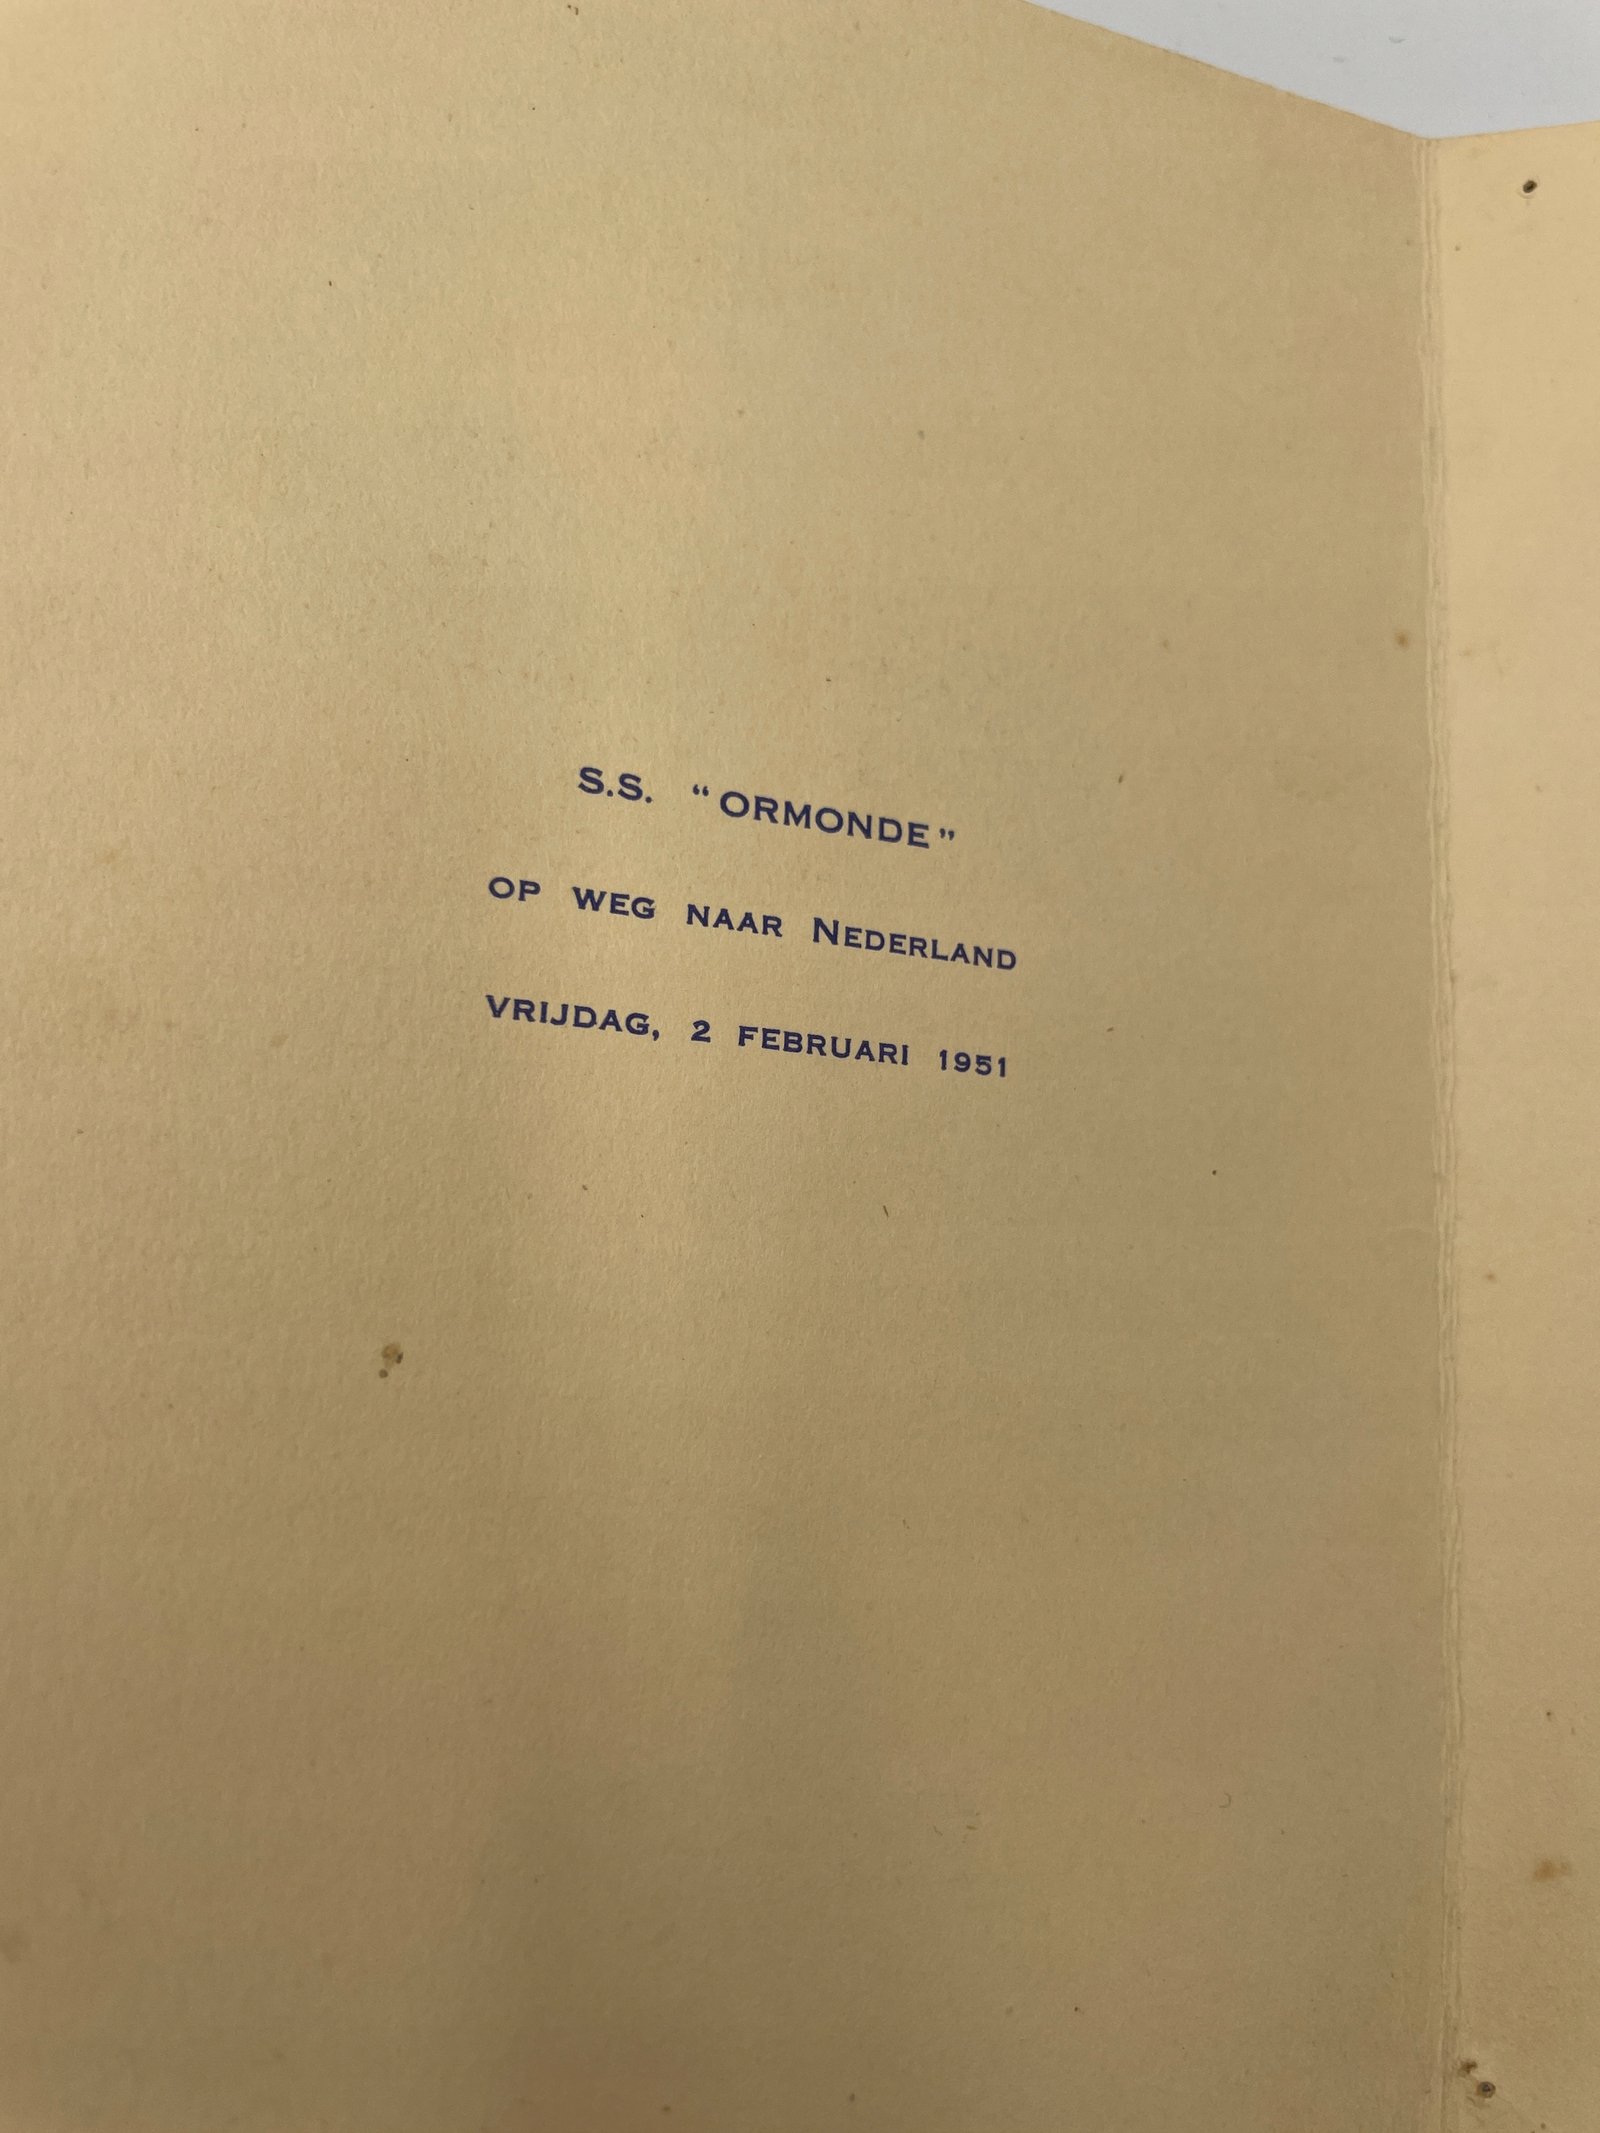 S.S. “ORMONDE”
OP WEG NAAR NEDERLAND
VRIJDAG, 2 FEBRUARI 1951